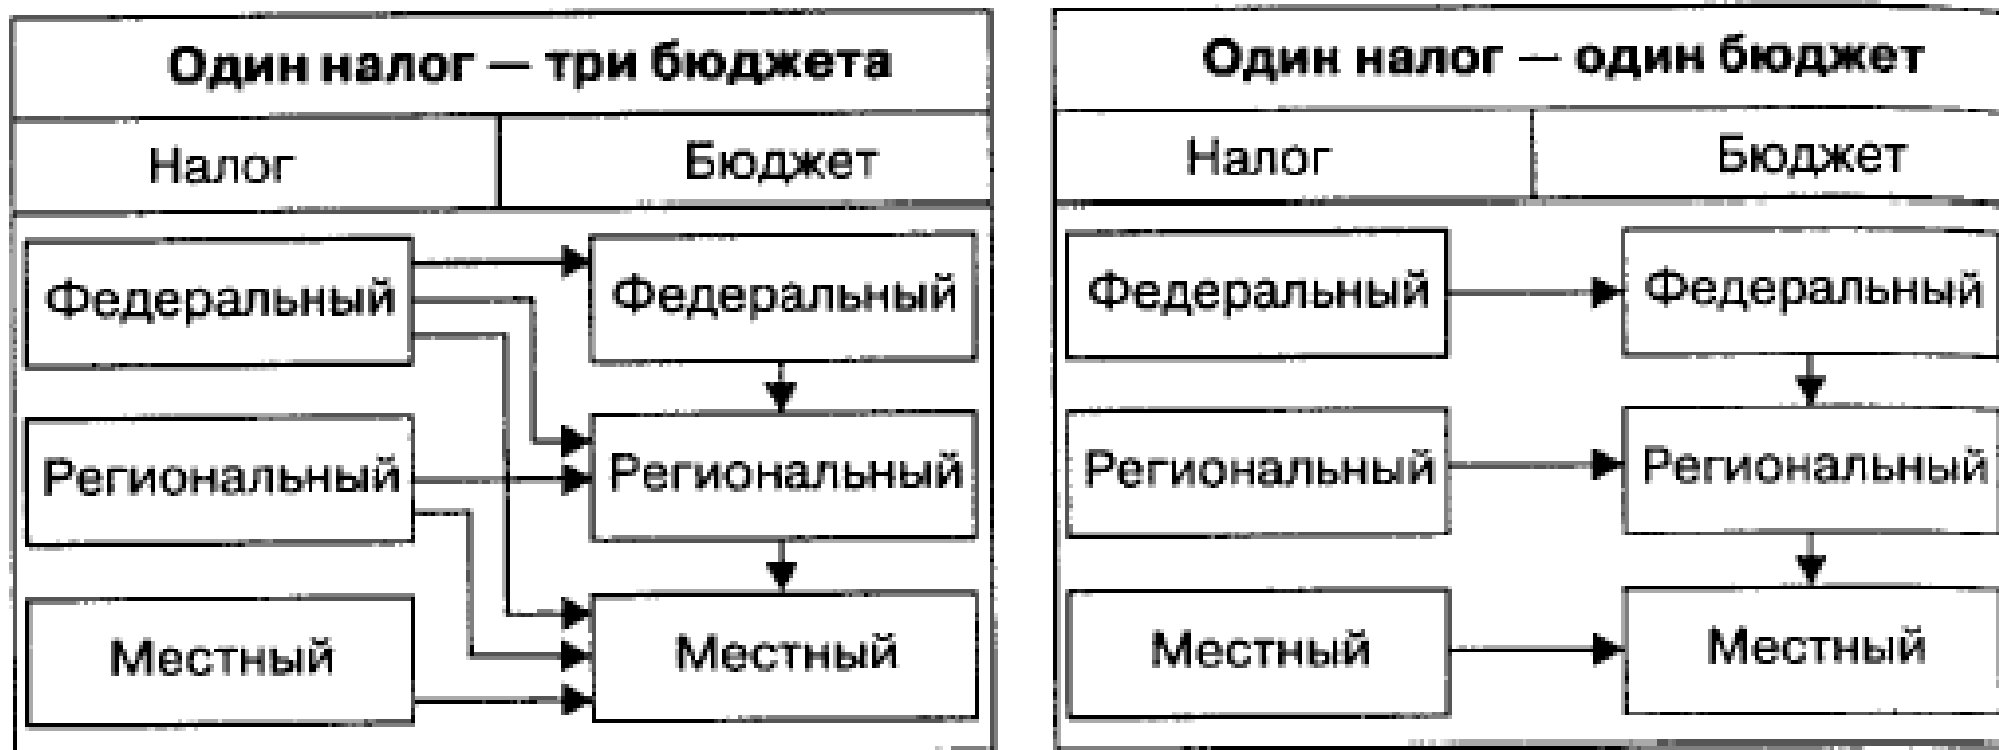 Один налог — три бюджета
Налог
Бюджет
Федеральный
Федеральный
Региональный
Региональный
Местный
Местный
Один налог — один бюджет
Налог
Бюджет
Федеральный
Федеральный
Региональный
Региональный
Местный
Местный